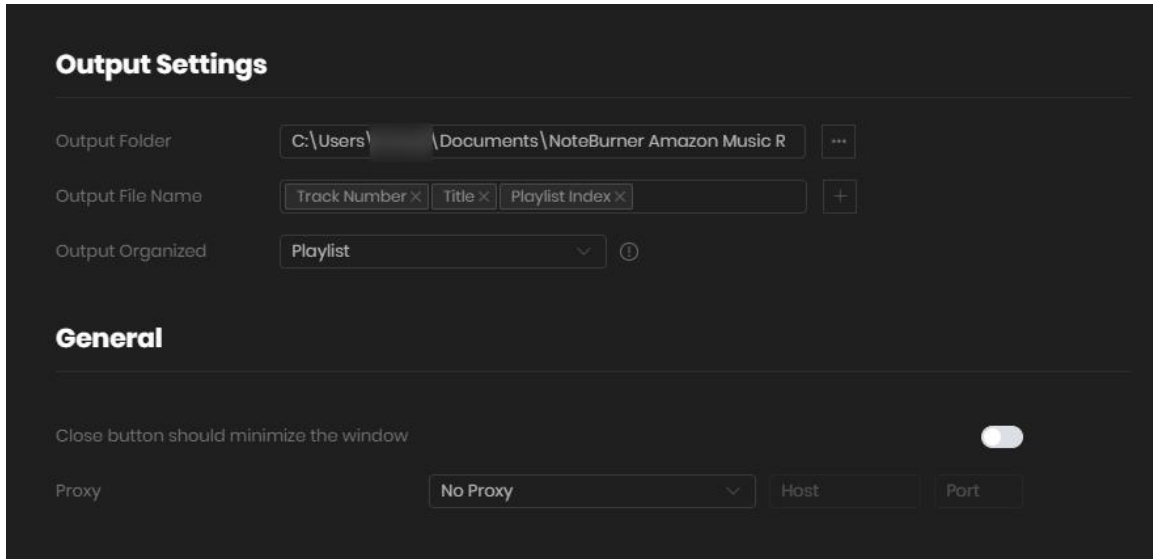 Output Settings
Output Folder C:\Users\ \Documents\NoteBurner Amazon Music R ···
Output File Name Track Number× Title× Playlist Index× +
Output Organized Playlist
General
Close button should minimize the window
Proxy No Proxy Host Port